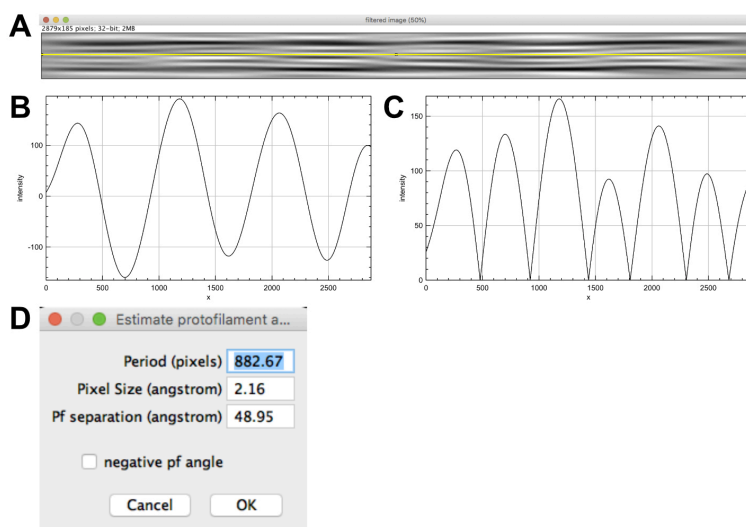 A
filtered image (50%)
2879x185 pixels; 32-bit; 2MB
B
100
0
-100
intensity
0 500 1000 1500 2000 2500
x
C
150
100
50
0
intensity
0 500 1000 1500 2000 2500
x
D
Estimate protofilament a...
Period (pixels) 882.67
Pixel Size (angstrom) 2.16
Pf separation (angstrom) 48.95
negative pf angle
Cancel OK